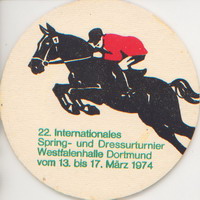 22. Internationales
Spring- und Dressurturnier
Westfalenhalle Dortmund
vom 13. bis 17. März 1974